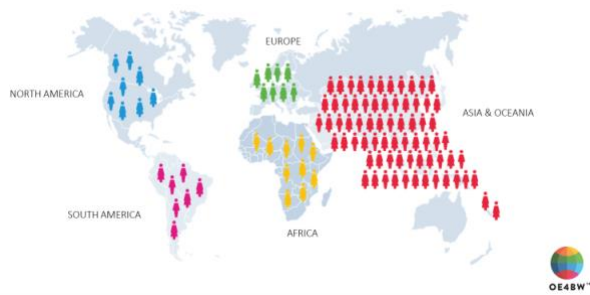 EUROPE
NORTH AMERICA
ASIA & OCEANIA
SOUTH AMERICA
AFRICA
OE4BW™